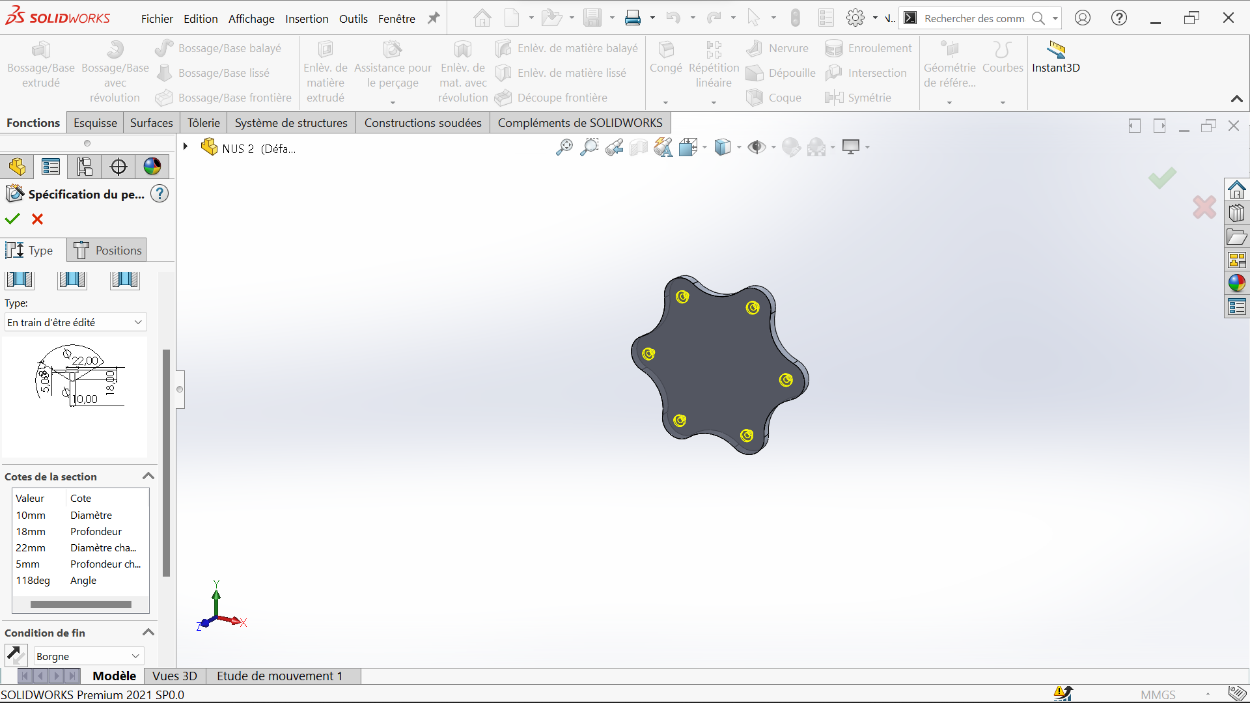 SOLIDWORKS Fichier Edition Affichage Insertion Outils Fenêtre N.. Rechercher des comm
Bossage/Base extrudé
Bossage/Base avec révolution
Bossage/Base balayé
Bossage/Base lissé
Bossage/Base frontière
Enlèv. de matière extrudé
Assistance pour le perçage
Enlèv. de mat. avec révolution
Enlèv. de matière balayé
Enlèv. de matière lissé
Découpe frontière
Congé
Répétition linéaire
Nervure
Dépouille
Coque
Enroulement
Intersection
Symétrie
Géométrie de référe...
Courbes
Instant3D
Fonctions Esquisse Surfaces Tôlerie Système de structures Constructions soudées Compléments de SOLIDWORKS
NUS 2 (Défa...
Spécification du pe...
Type Positions
Type:
En train d'être édité
22,00
5,00
18,00
10,00
Cotes de la section
Valeur Cote
10mm Diamètre
18mm Profondeur
22mm Diamètre cha...
5mm Profondeur ch...
118deg Angle
Condition de fin
Borgne
Y
X
Z
Modèle Vues 3D Etude de mouvement 1
SOLIDWORKS Premium 2021 SP0.0 MMGS